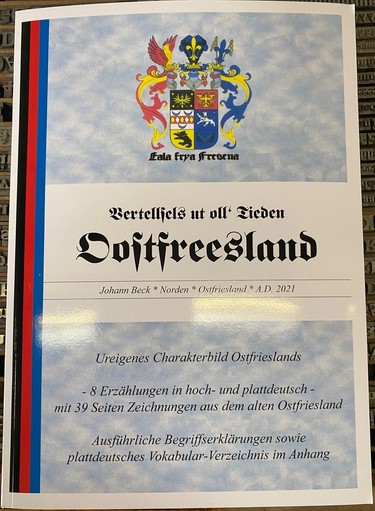 Eala frya Fresena
Vertellsels ut oll' Tieden
Oostfreesland
Johann Beck * Norden * Ostfriesland * A.D. 2021
Ureigenes Charakterbild Ostfrieslands
- 8 Erzählungen in hoch- und plattdeutsch -
mit 39 Seiten Zeichnungen aus dem alten Ostfriesland
Ausführliche Begriffserklärungen sowie
plattdeutsches Vokabular-Verzeichnis im Anhang